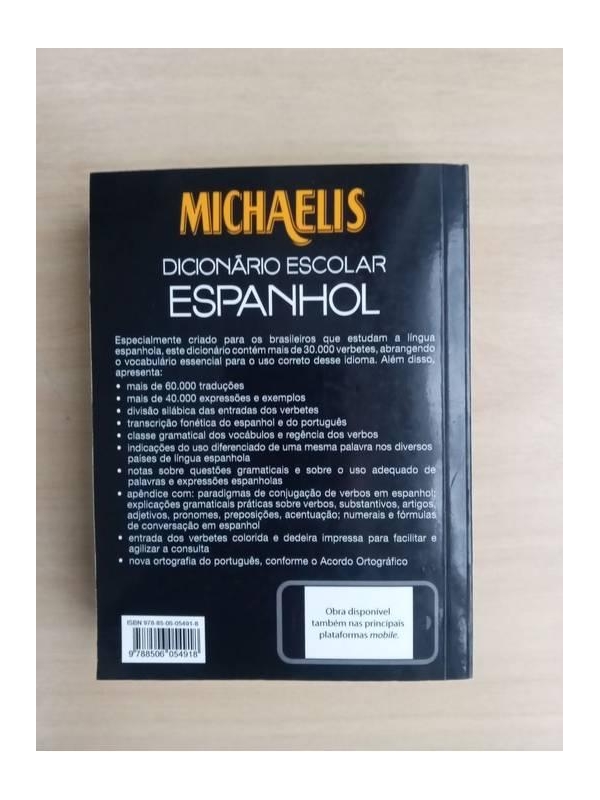 MICHAELIS
DICIONÁRIO ESCOLAR
ESPANHOL
Especialmente criado para os brasileiros que estudam a língua
espanhola, este dicionário contém mais de 30.000 verbetes, abrangendo
o vocabulário essencial para o uso correto desse idioma. Além disso,
apresenta:
• mais de 60.000 traduções
• mais de 40.000 expressões e exemplos
• divisão silábica das entradas dos verbetes
• transcrição fonética do espanhol e do português
• classe gramatical dos vocábulos e regência dos verbos
• indicações do uso diferenciado de uma mesma palavra nos diversos
países de língua espanhola
• notas sobre questões gramaticais e sobre o uso adequado de
palavras e expressões espanholas
• apêndice com: paradigmas de conjugação de verbos em espanhol;
explicações gramaticais práticas sobre verbos, substantivos, artigos,
adjetivos, pronomes, preposições, acentuação; numerais e fórmulas
de conversação em espanhol
• entrada dos verbetes colorida e dedeira impressa para facilitar e
agilizar a consulta
• nova ortografia do português, conforme o Acordo Ortográfico
ISBN 978-85-06-05491-8
9 788506 054918
Obra disponível
também nas principais
plataformas mobile.